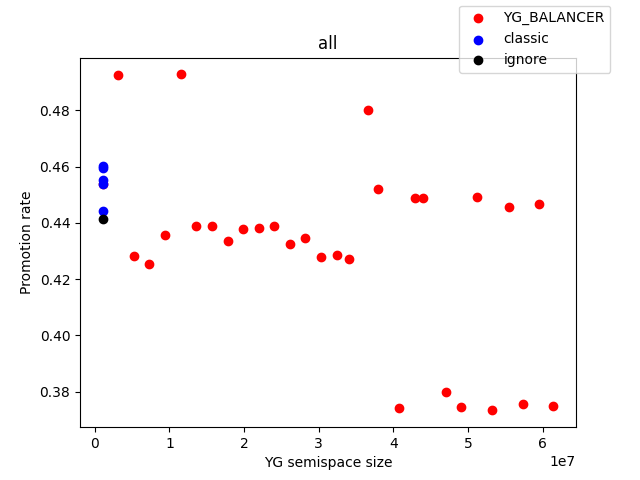 all
YG_BALANCER
classic
ignore
Promotion rate
0.48
0.46
0.44
0.42
0.40
0.38
0 1 2 3 4 5 6
1e7
YG semispace size